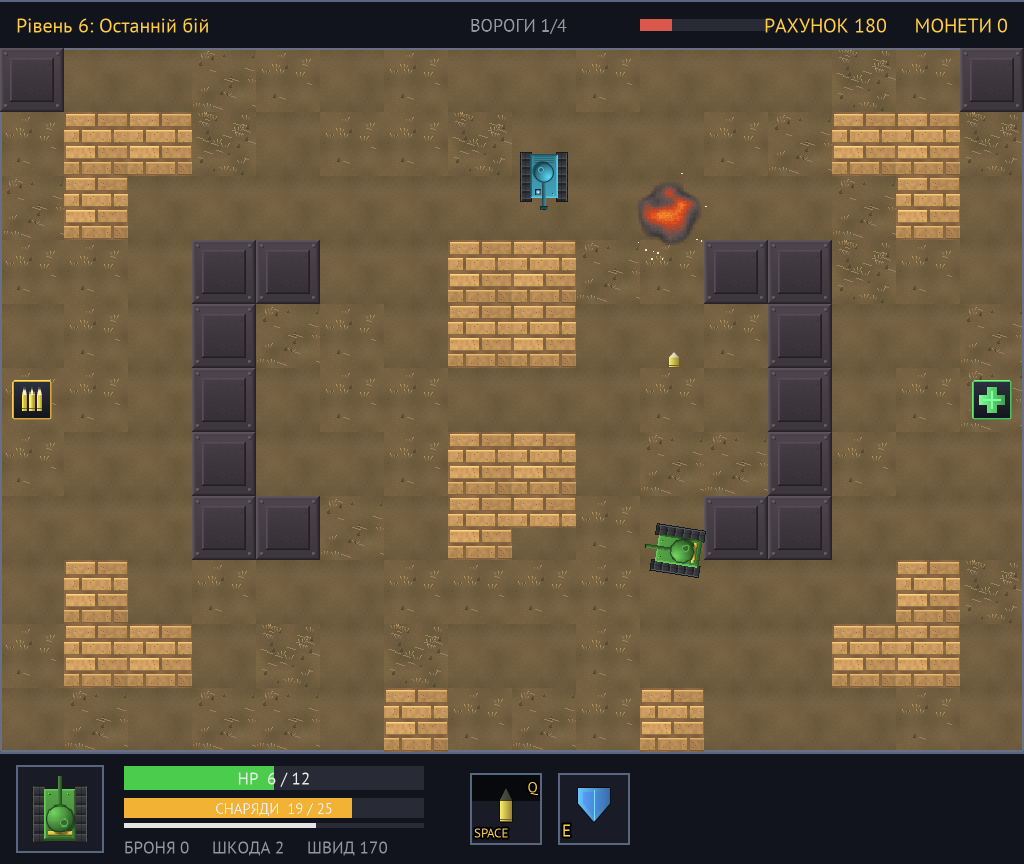 Рівень 6: Останній бій
ВОРОГИ 1/4
РАХУНОК 180
МОНЕТИ 0
HP 6 / 12
СНАРЯДИ 19 / 25
БРОНЯ 0 ШКОДА 2 ШВИД 170
Q
SPACE
E